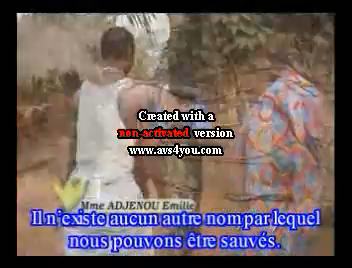 Created with a
non-activated version
www.avs4you.com
Mme ADJENOU Emilie
Il n'existe aucun autre nom par lequel
nous pouvons être sauvés.